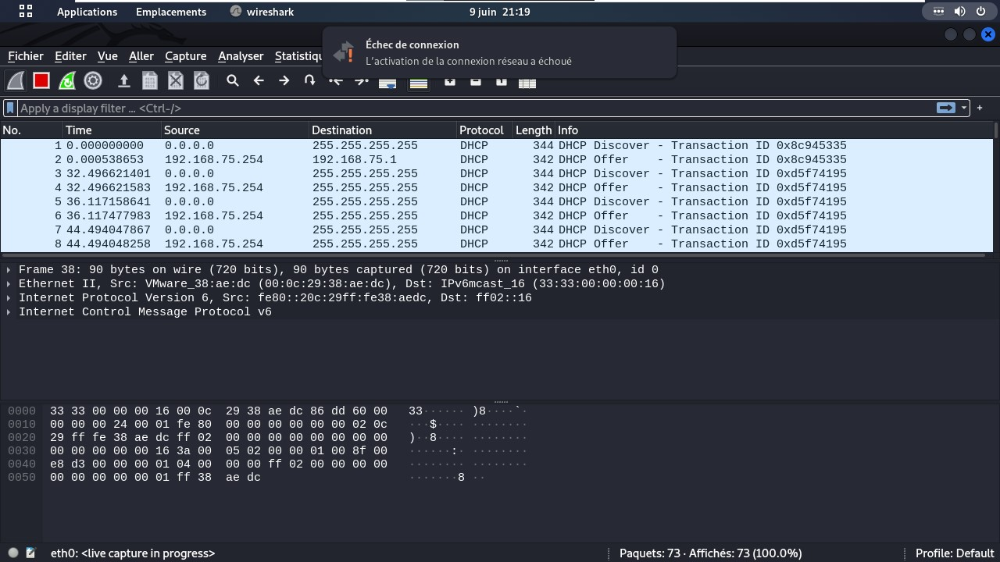 Applications Emplacements wireshark 9 juin 21:19
Échec de connexion
L'activation de la connexion réseau a échoué
Fichier Editer Vue Aller Capture Analyser Statistiqu
Apply a display filter … <Ctrl-/>
No. Time Source Destination Protocol Length Info
1 0.000000000 0.0.0.0 255.255.255.255 DHCP 344 DHCP Discover - Transaction ID 0x8c945335
2 0.000538653 192.168.75.254 192.168.75.1 DHCP 342 DHCP Offer - Transaction ID 0x8c945335
3 32.496621401 0.0.0.0 255.255.255.255 DHCP 344 DHCP Discover - Transaction ID 0xd5f74195
4 32.496621583 192.168.75.254 255.255.255.255 DHCP 342 DHCP Offer - Transaction ID 0xd5f74195
5 36.117158641 0.0.0.0 255.255.255.255 DHCP 344 DHCP Discover - Transaction ID 0xd5f74195
6 36.117477983 192.168.75.254 255.255.255.255 DHCP 342 DHCP Offer - Transaction ID 0xd5f74195
7 44.494047867 0.0.0.0 255.255.255.255 DHCP 344 DHCP Discover - Transaction ID 0xd5f74195
8 44.494048258 192.168.75.254 255.255.255.255 DHCP 342 DHCP Offer - Transaction ID 0xd5f74195
Frame 38: 90 bytes on wire (720 bits), 90 bytes captured (720 bits) on interface eth0, id 0
Ethernet II, Src: VMware_38:ae:dc (00:0c:29:38:ae:dc), Dst: IPv6mcast_16 (33:33:00:00:00:16)
Internet Protocol Version 6, Src: fe80::20c:29ff:fe38:aedc, Dst: ff02::16
Internet Control Message Protocol v6
0000 33 33 00 00 00 16 00 0c 29 38 ae dc 86 dd 60 00 33······ )8····`·
0010 00 00 00 24 00 01 fe 80 00 00 00 00 00 00 02 0c ···$···· ········
0020 29 ff fe 38 ae dc ff 02 00 00 00 00 00 00 00 00 )··8···· ········
0030 00 00 00 00 00 16 3a 00 05 02 00 00 01 00 8f 00 ······:· ········
0040 e8 d3 00 00 00 01 04 00 00 00 ff 02 00 00 00 00 ········ ········
0050 00 00 00 00 00 01 ff 38 ae dc ·······8 ··
eth0: <live capture in progress> Paquets: 73 · Affichés: 73 (100.0%) Profile: Default